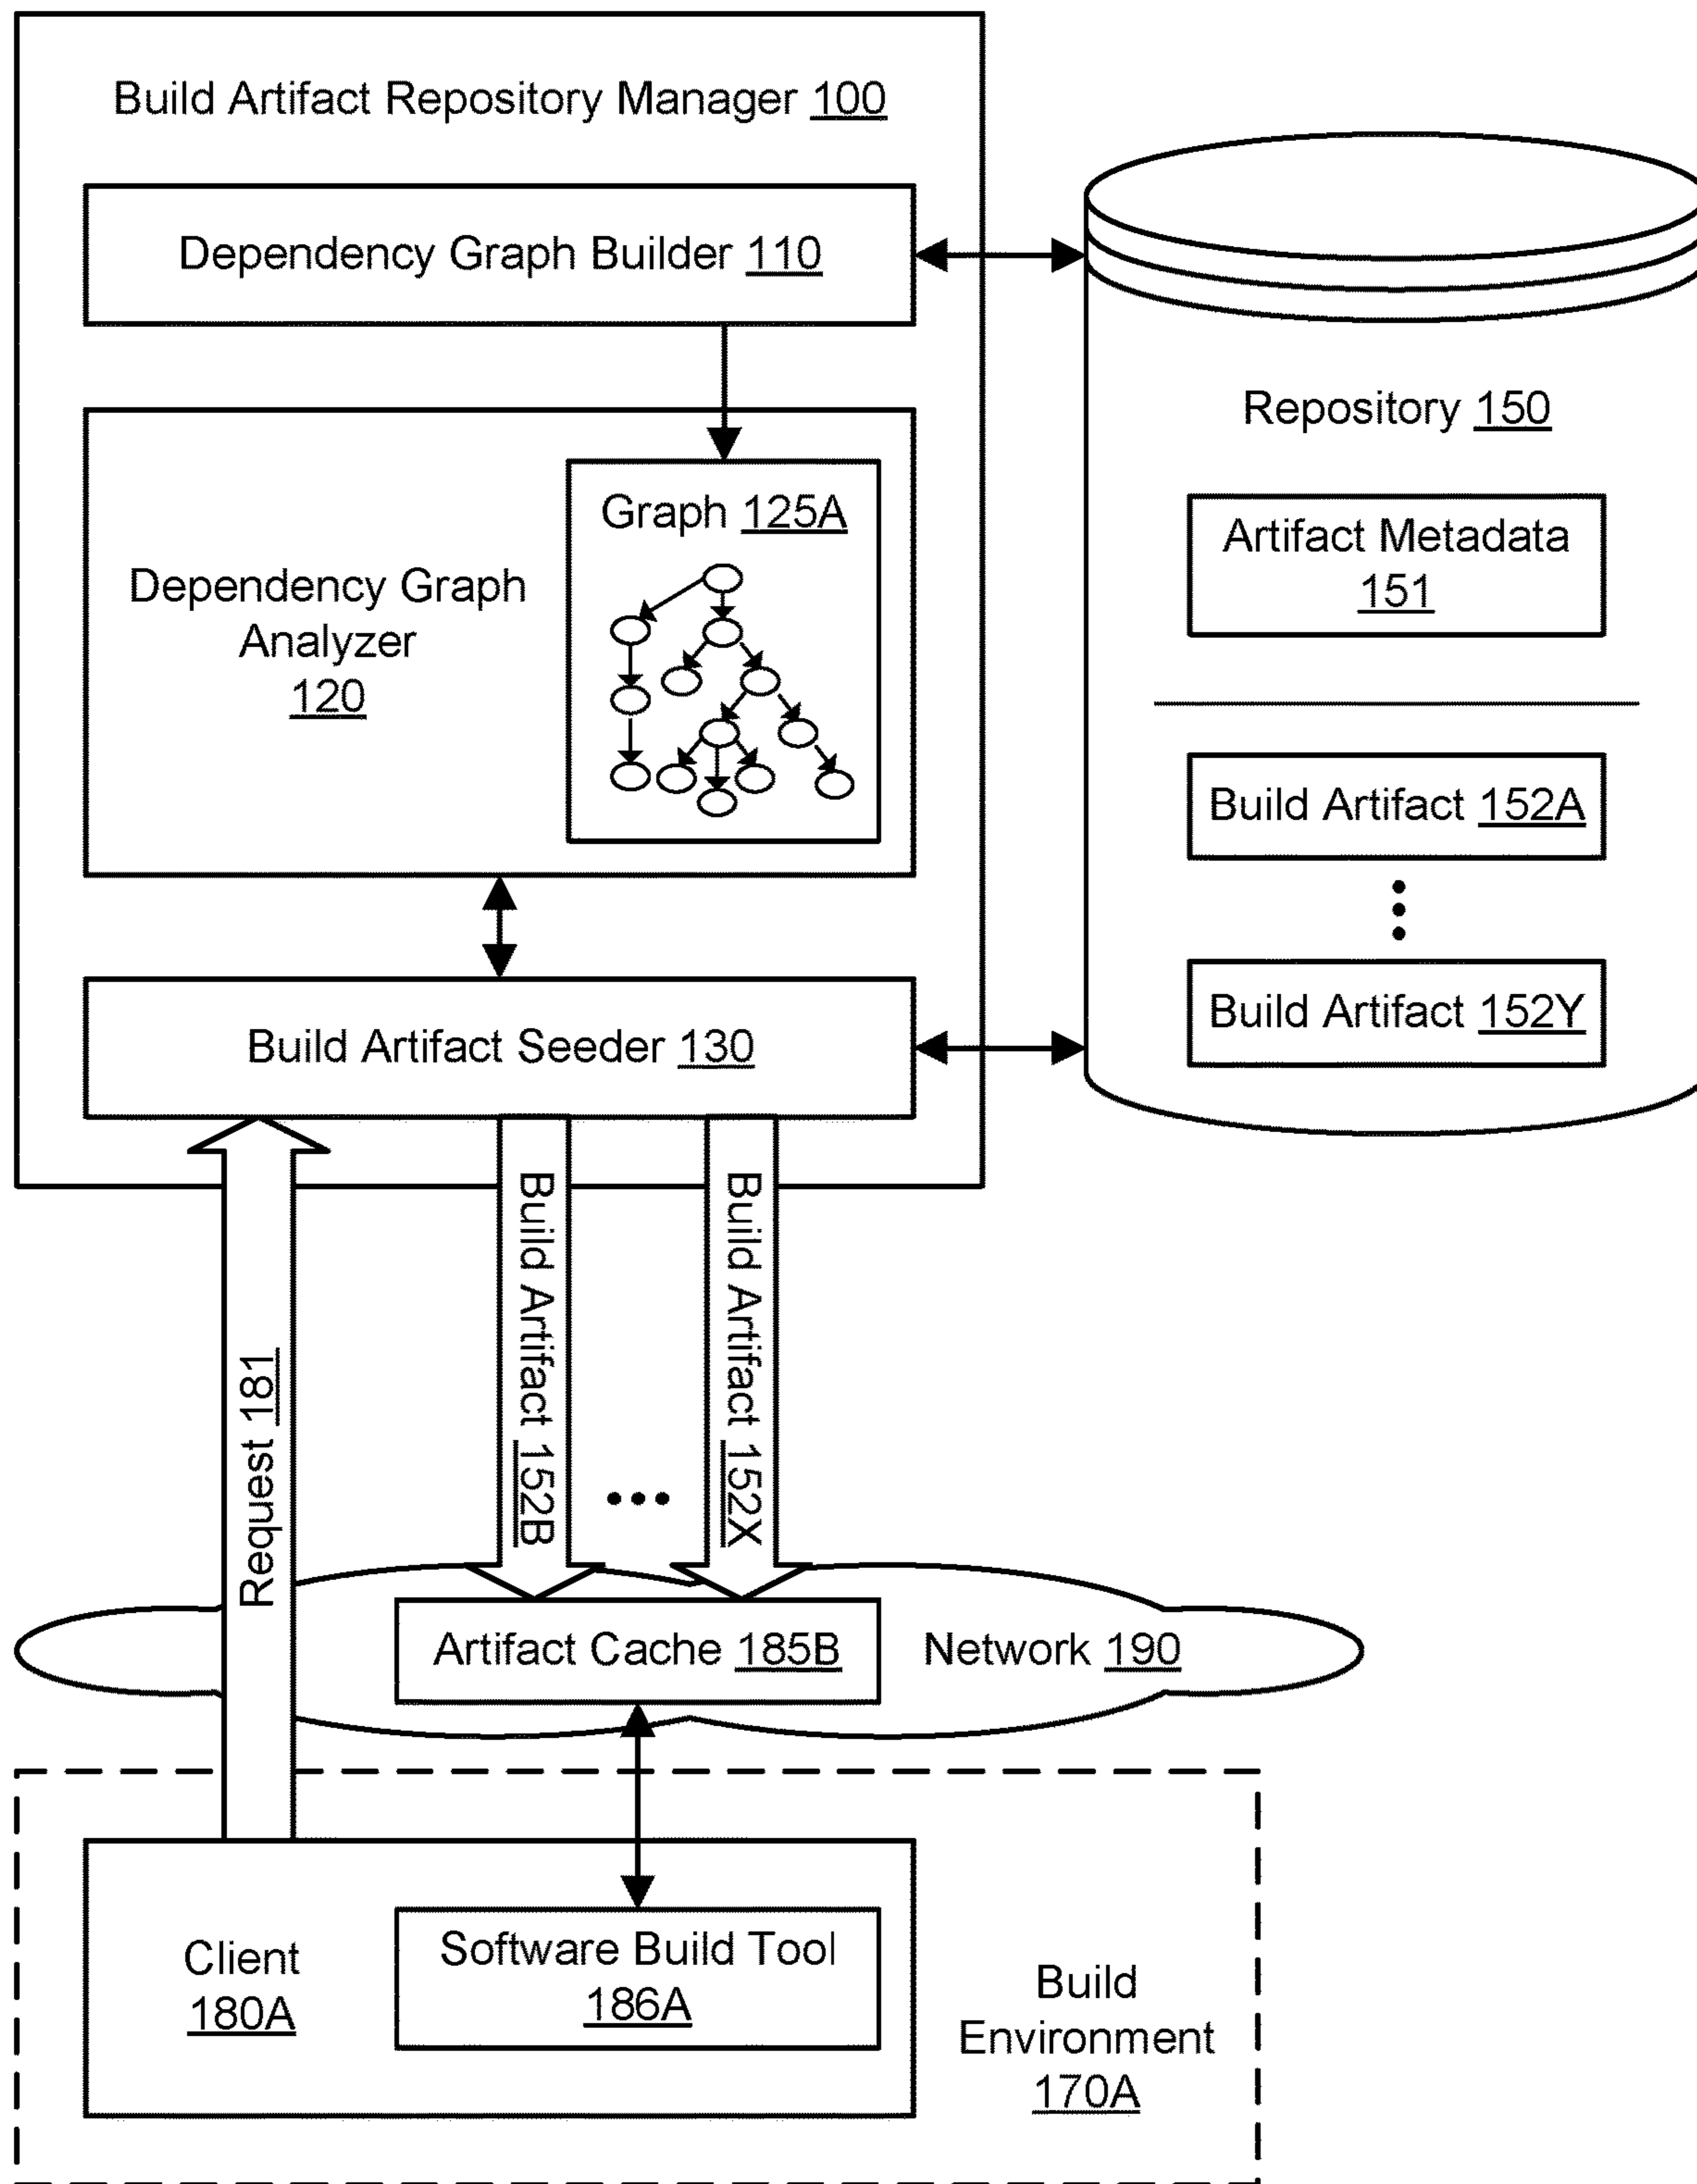 Build Artifact Repository Manager 100
Dependency Graph Builder 110
Repository 150
Graph 125A
Artifact Metadata
151
Dependency Graph
Analyzer
120
Build Artifact 152A
Build Artifact 152Y
Build Artifact Seeder 130
Request 181
Build Artifact 152B
Build Artifact 152X
Artifact Cache 185B
Network 190
Client
180A
Software Build Tool
186A
Build
Environment
170A